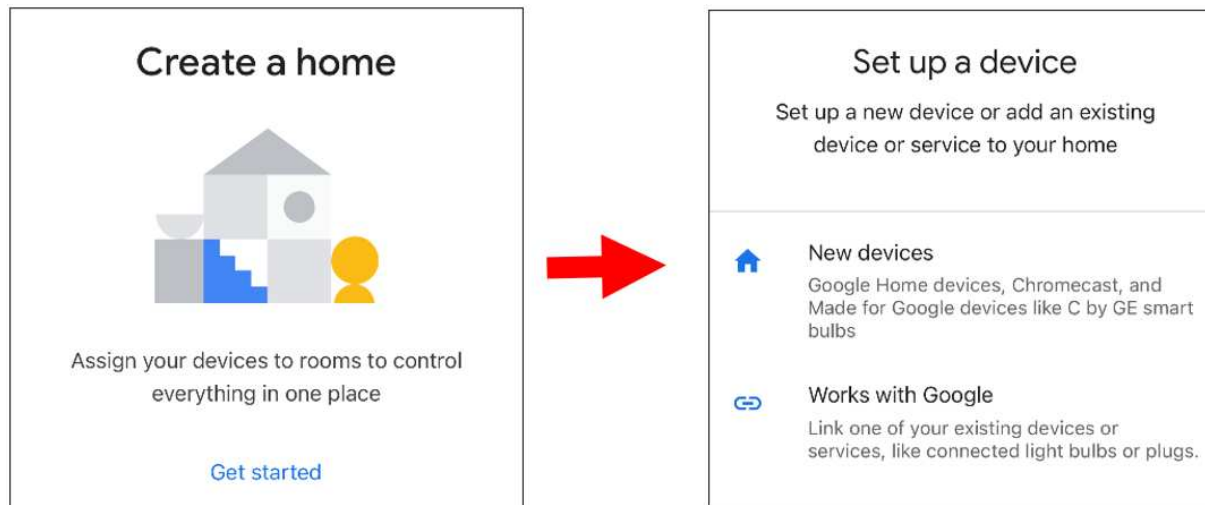 Create a home
Assign your devices to rooms to control
everything in one place
Get started
Set up a device
Set up a new device or add an existing
device or service to your home
New devices
Google Home devices, Chromecast, and
Made for Google devices like C by GE smart
bulbs
Works with Google
Link one of your existing devices or
services, like connected light bulbs or plugs.